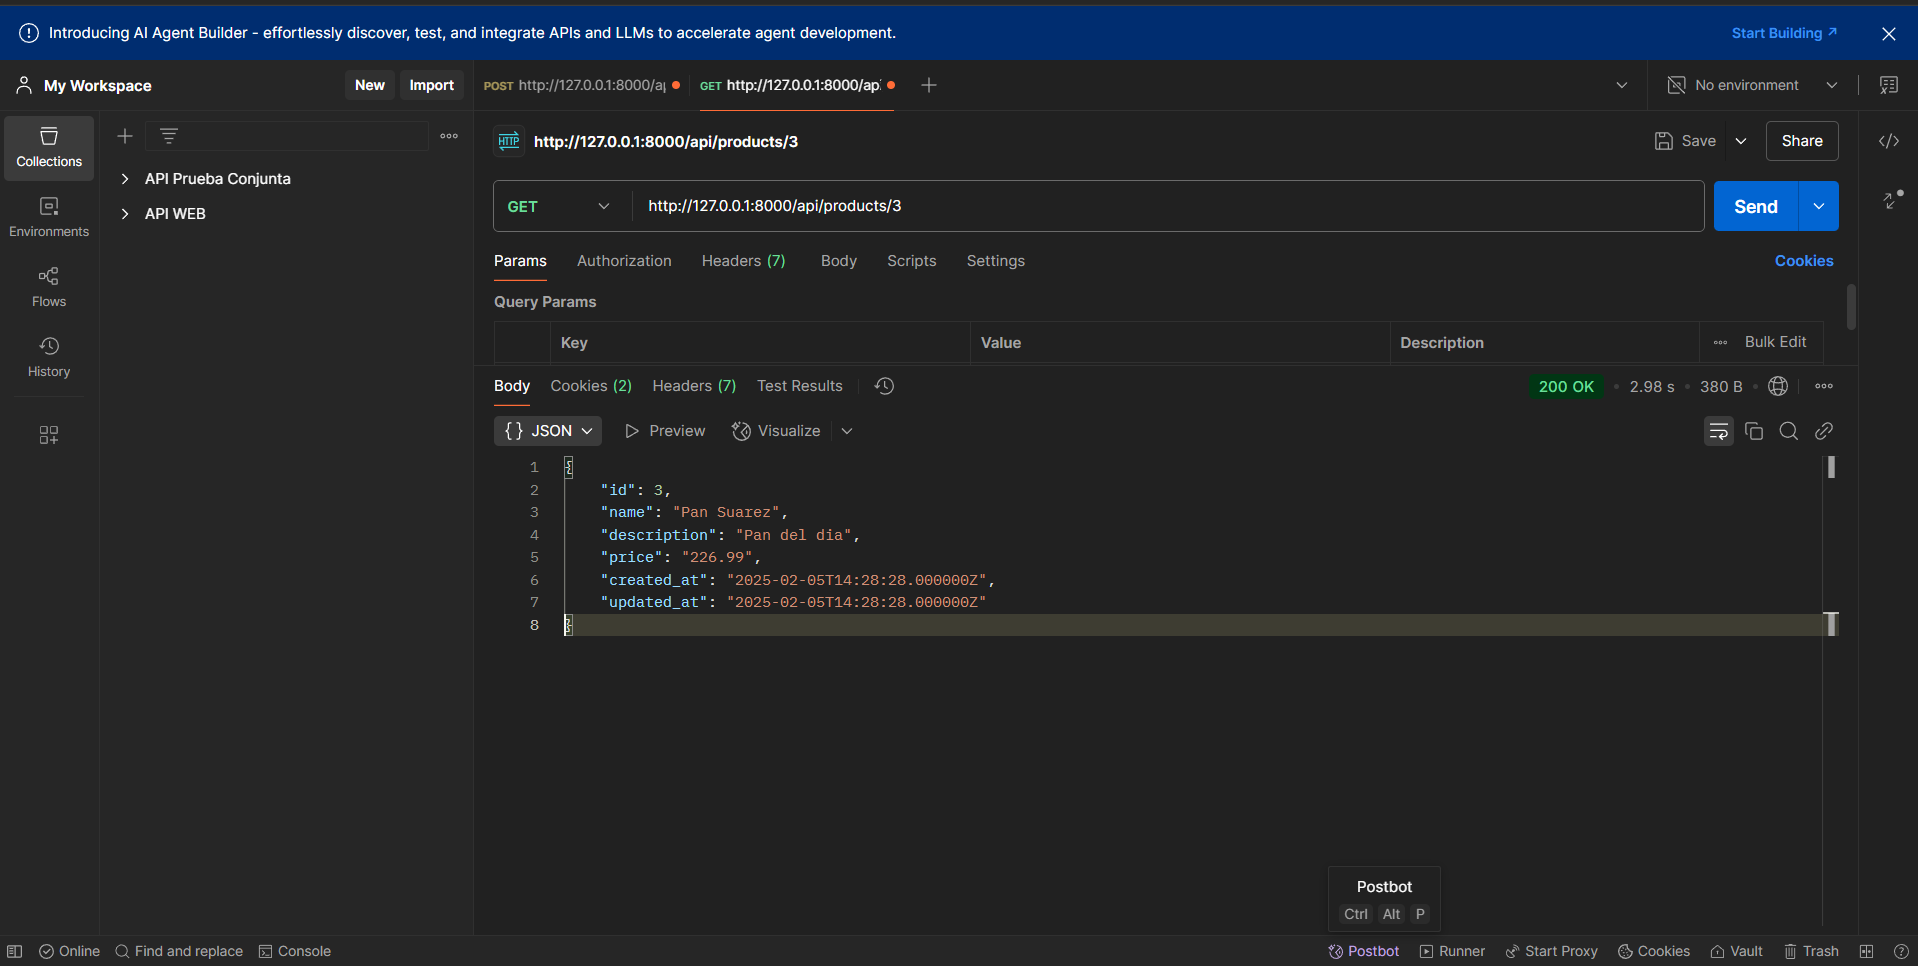 Introducing AI Agent Builder - effortlessly discover, test, and integrate APIs and LLMs to accelerate agent development.
Start Building
My Workspace
New
Import
POST http://127.0.0.1:8000/ap
GET http://127.0.0.1:8000/ap
No environment
Collections
Environments
Flows
History
API Prueba Conjunta
API WEB
HTTP http://127.0.0.1:8000/api/products/3
Save
Share
GET
http://127.0.0.1:8000/api/products/3
Send
Params Authorization Headers (7) Body Scripts Settings
Cookies
Query Params
Key Value Description Bulk Edit
Body Cookies (2) Headers (7) Test Results
200 OK • 2.98 s • 380 B
{} JSON Preview Visualize
1 {
2 "id": 3,
3 "name": "Pan Suarez",
4 "description": "Pan del dia",
5 "price": "226.99",
6 "created_at": "2025-02-05T14:28:28.000000Z",
7 "updated_at": "2025-02-05T14:28:28.000000Z"
8 }
Postbot
Ctrl Alt P
Online Find and replace Console
Postbot Runner Start Proxy Cookies Vault Trash